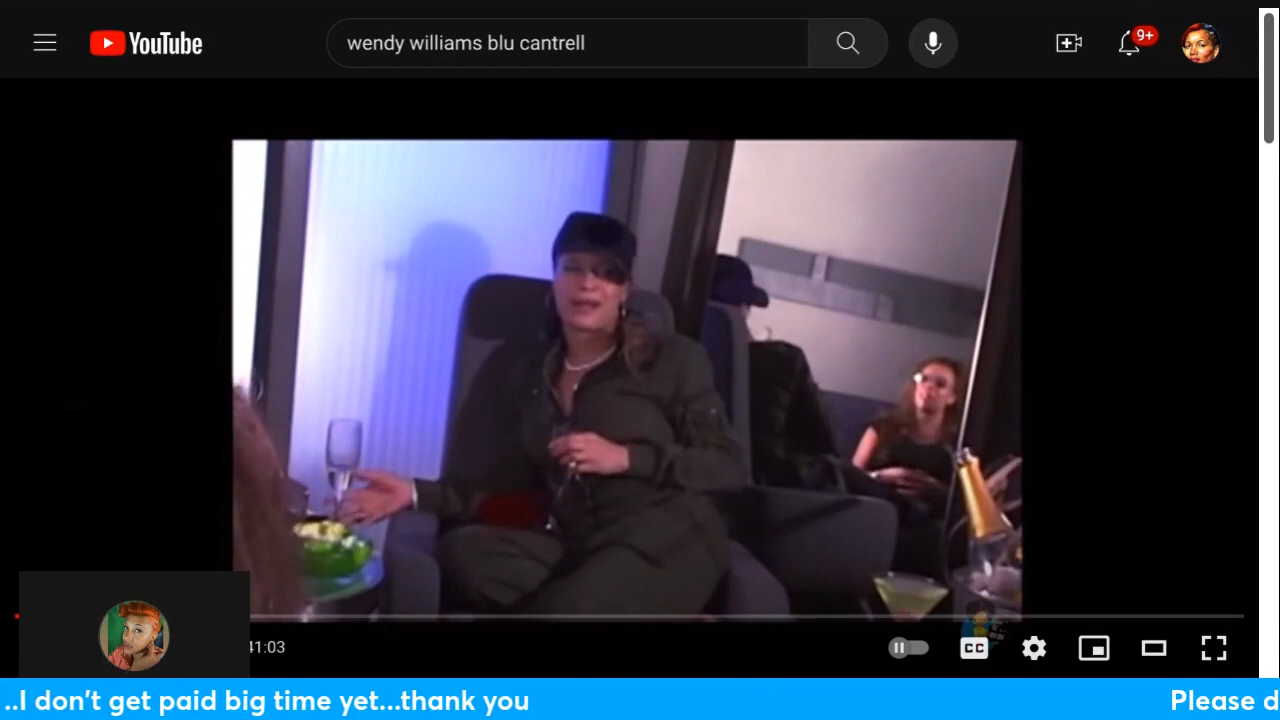 YouTube
wendy williams blu cantrell
9+
41:03
CC
..I don't get paid big time yet...thank you
Please d